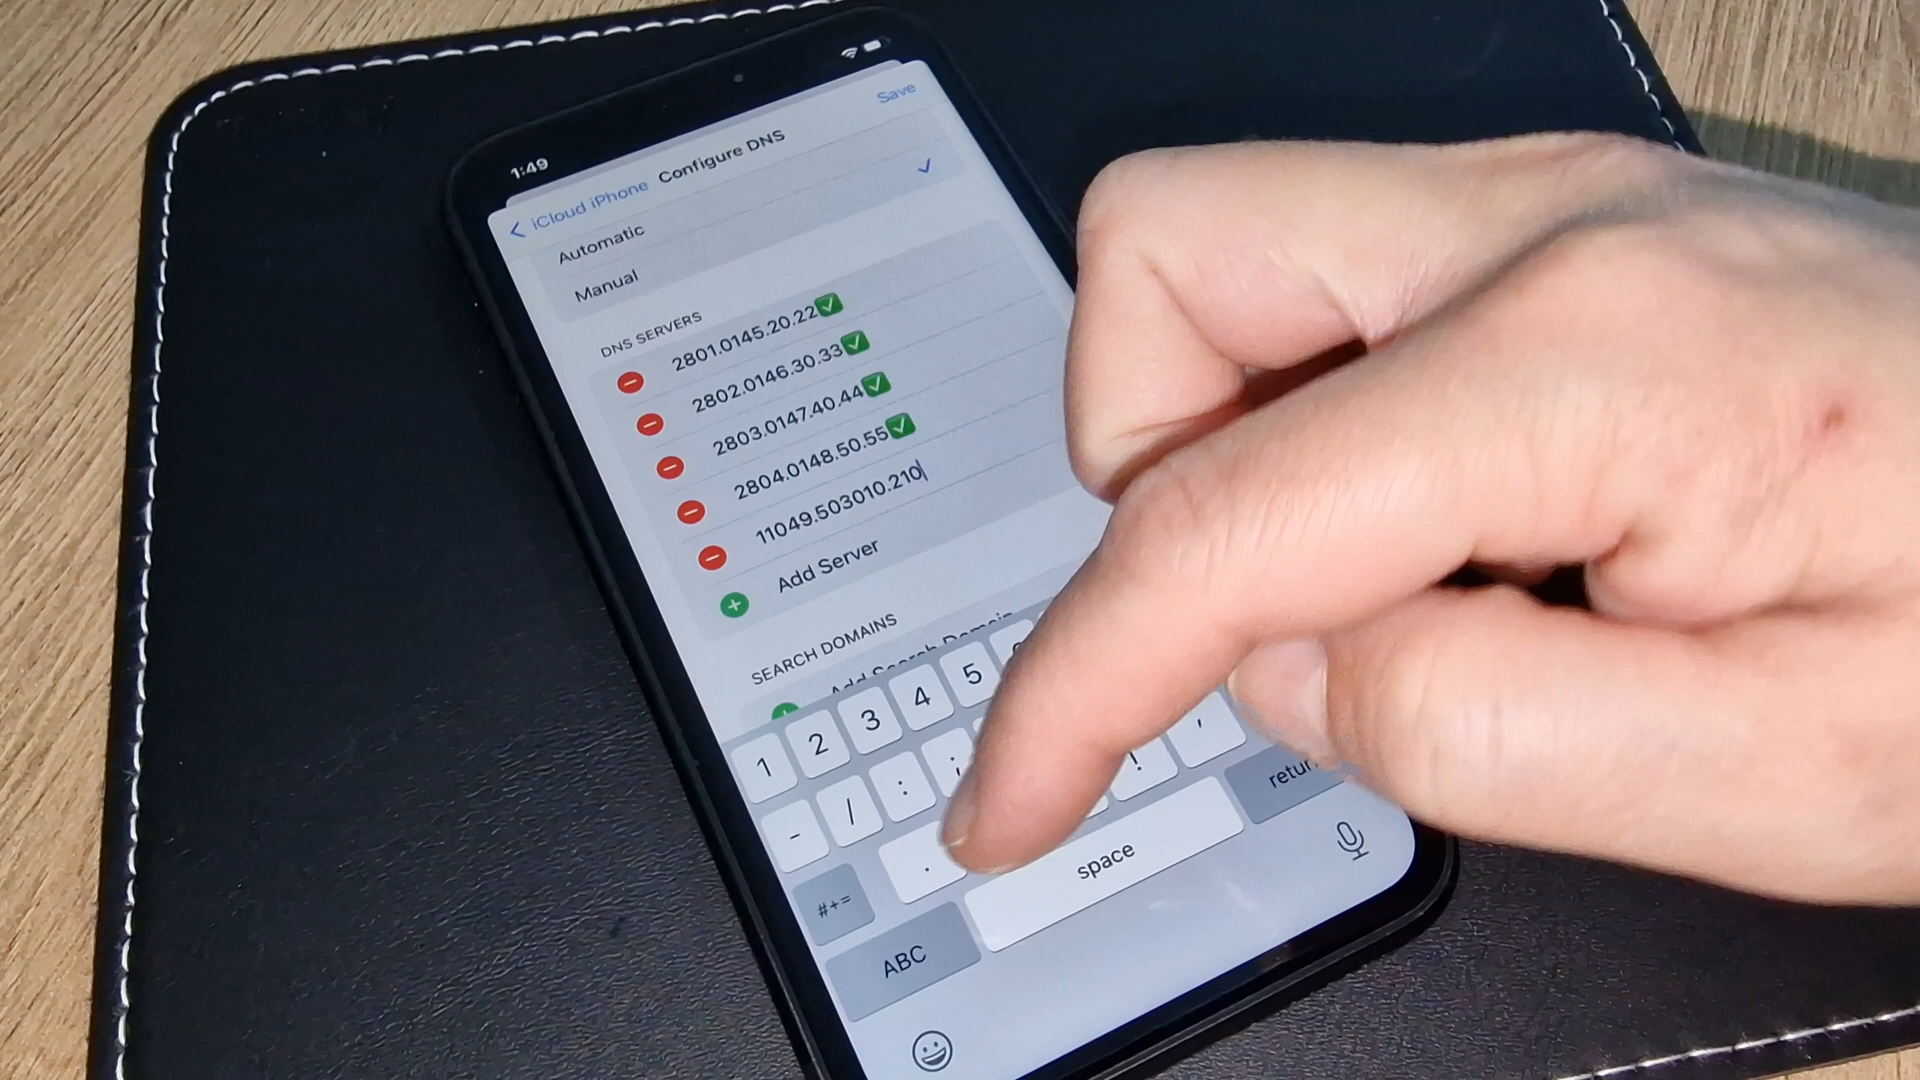 1:49
Save
iCloud iPhone Configure DNS
Automatic
Manual
DNS SERVERS
2801.0145.20.22✅
2802.0146.30.33✅
2803.0147.40.44✅
2804.0148.50.55✅
11049.503010.210
Add Server
SEARCH DOMAINS
Add Search Domain
1 2 3 4 5
- / : ;
#+= . ! '
ABC space return